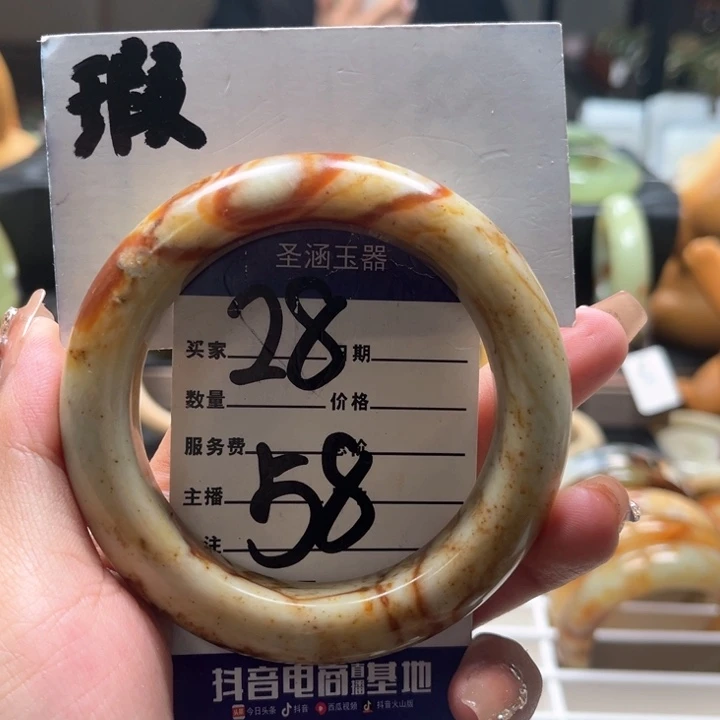 瑕
圣涵玉器
28
买家 日期
数量 价格
服务费
58
主播
注
抖音电商直播基地
今日头条 抖音 西瓜视频 抖音火山版